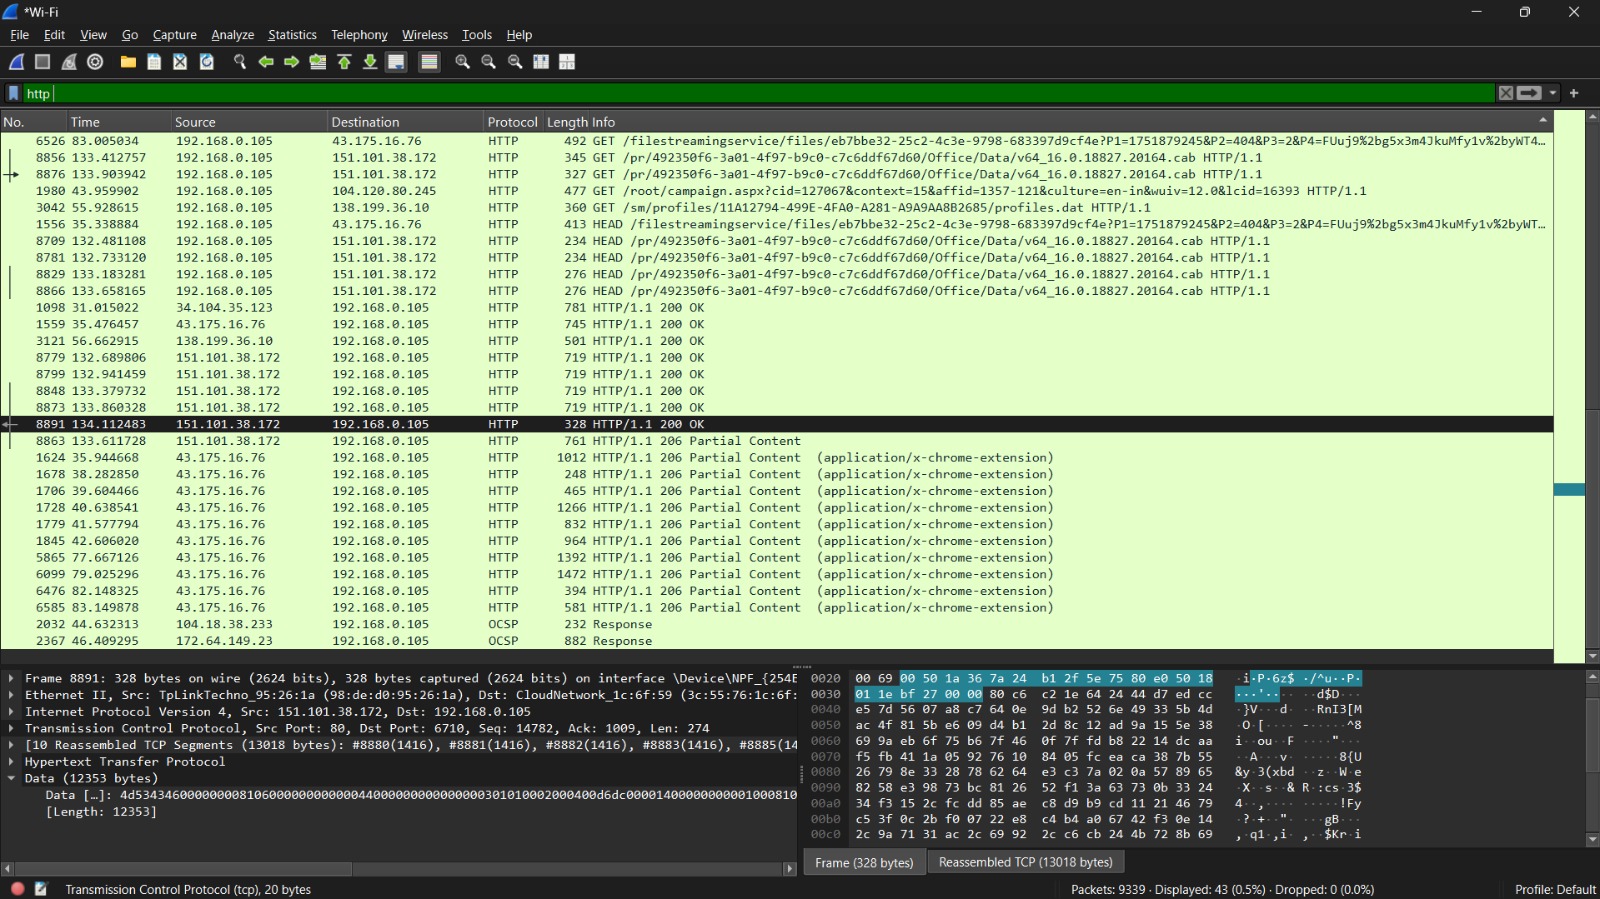 *Wi-Fi
File Edit View Go Capture Analyze Statistics Telephony Wireless Tools Help
http
No. Time Source Destination Protocol Length Info
6526 83.005034 192.168.0.105 43.175.16.76 HTTP 492 GET /filestreamingservice/files/eb7bbe32-25c2-4c3e-9798-683397d9cf4e?P1=1751879245&P2=404&P3=2&P4=FUuj9%2bg5x3m4JkuMfy1v%2byWT4…
8856 133.412757 192.168.0.105 151.101.38.172 HTTP 345 GET /pr/492350f6-3a01-4f97-b9c0-c7c6ddf67d60/Office/Data/v64_16.0.18827.20164.cab HTTP/1.1
8876 133.903942 192.168.0.105 151.101.38.172 HTTP 327 GET /pr/492350f6-3a01-4f97-b9c0-c7c6ddf67d60/Office/Data/v64_16.0.18827.20164.cab HTTP/1.1
1980 43.959902 192.168.0.105 104.120.80.245 HTTP 477 GET /root/campaign.aspx?cid=127067&context=15&affid=1357-121&culture=en-in&wuiv=12.0&lcid=16393 HTTP/1.1
3042 55.928615 192.168.0.105 138.199.36.10 HTTP 360 GET /sm/profiles/11A12794-499E-4FA0-A281-A9A9AA8B2685/profiles.dat HTTP/1.1
1556 35.338884 192.168.0.105 43.175.16.76 HTTP 413 HEAD /filestreamingservice/files/eb7bbe32-25c2-4c3e-9798-683397d9cf4e?P1=1751879245&P2=404&P3=2&P4=FUuj9%2bg5x3m4JkuMfy1v%2byWT…
8709 132.481108 192.168.0.105 151.101.38.172 HTTP 234 HEAD /pr/492350f6-3a01-4f97-b9c0-c7c6ddf67d60/Office/Data/v64_16.0.18827.20164.cab HTTP/1.1
8781 132.733120 192.168.0.105 151.101.38.172 HTTP 234 HEAD /pr/492350f6-3a01-4f97-b9c0-c7c6ddf67d60/Office/Data/v64_16.0.18827.20164.cab HTTP/1.1
8829 133.183281 192.168.0.105 151.101.38.172 HTTP 276 HEAD /pr/492350f6-3a01-4f97-b9c0-c7c6ddf67d60/Office/Data/v64_16.0.18827.20164.cab HTTP/1.1
8866 133.658165 192.168.0.105 151.101.38.172 HTTP 276 HEAD /pr/492350f6-3a01-4f97-b9c0-c7c6ddf67d60/Office/Data/v64_16.0.18827.20164.cab HTTP/1.1
1098 31.015022 34.104.35.123 192.168.0.105 HTTP 781 HTTP/1.1 200 OK
1559 35.476457 43.175.16.76 192.168.0.105 HTTP 745 HTTP/1.1 200 OK
3121 56.662915 138.199.36.10 192.168.0.105 HTTP 501 HTTP/1.1 200 OK
8779 132.689806 151.101.38.172 192.168.0.105 HTTP 719 HTTP/1.1 200 OK
8799 132.941459 151.101.38.172 192.168.0.105 HTTP 719 HTTP/1.1 200 OK
8848 133.379732 151.101.38.172 192.168.0.105 HTTP 719 HTTP/1.1 200 OK
8873 133.860328 151.101.38.172 192.168.0.105 HTTP 719 HTTP/1.1 200 OK
8891 134.112483 151.101.38.172 192.168.0.105 HTTP 328 HTTP/1.1 200 OK
8863 133.611728 151.101.38.172 192.168.0.105 HTTP 761 HTTP/1.1 206 Partial Content
1624 35.944668 43.175.16.76 192.168.0.105 HTTP 1012 HTTP/1.1 206 Partial Content (application/x-chrome-extension)
1678 38.282850 43.175.16.76 192.168.0.105 HTTP 248 HTTP/1.1 206 Partial Content (application/x-chrome-extension)
1706 39.604466 43.175.16.76 192.168.0.105 HTTP 465 HTTP/1.1 206 Partial Content (application/x-chrome-extension)
1728 40.638541 43.175.16.76 192.168.0.105 HTTP 1266 HTTP/1.1 206 Partial Content (application/x-chrome-extension)
1779 41.577794 43.175.16.76 192.168.0.105 HTTP 832 HTTP/1.1 206 Partial Content (application/x-chrome-extension)
1845 42.606020 43.175.16.76 192.168.0.105 HTTP 964 HTTP/1.1 206 Partial Content (application/x-chrome-extension)
5865 77.667126 43.175.16.76 192.168.0.105 HTTP 1392 HTTP/1.1 206 Partial Content (application/x-chrome-extension)
6099 79.025296 43.175.16.76 192.168.0.105 HTTP 1472 HTTP/1.1 206 Partial Content (application/x-chrome-extension)
6476 82.148325 43.175.16.76 192.168.0.105 HTTP 394 HTTP/1.1 206 Partial Content (application/x-chrome-extension)
6585 83.149878 43.175.16.76 192.168.0.105 HTTP 581 HTTP/1.1 206 Partial Content (application/x-chrome-extension)
2032 44.632313 104.18.38.233 192.168.0.105 OCSP 232 Response
2367 46.409295 172.64.149.23 192.168.0.105 OCSP 882 Response
Frame 8891: 328 bytes on wire (2624 bits), 328 bytes captured (2624 bits) on interface \Device\NPF_{254E
Ethernet II, Src: TpLinkTechno_95:26:1a (98:de:d0:95:26:1a), Dst: CloudNetwork_1c:6f:59 (3c:55:76:1c:6f:
Internet Protocol Version 4, Src: 151.101.38.172, Dst: 192.168.0.105
Transmission Control Protocol, Src Port: 80, Dst Port: 6710, Seq: 14782, Ack: 1009, Len: 274
[10 Reassembled TCP Segments (13018 bytes): #8880(1416), #8881(1416), #8882(1416), #8883(1416), #8885(14
Hypertext Transfer Protocol
Data (12353 bytes)
Data […]: 4d534346000000008106000000000000440000000000000003010100020004
[Length: 12353]
0020 00 69 00 50 1a 36 7a 24 b1 2f 5e 75 80 e0 50 18 ·i·P·6z$ ·/^u··P·
0030 01 1e bf 27 00 00 80 c6 c2 1e 64 24 44 d7 ed cc ···'···· ··d$D···
0040 e5 7d 56 07 a8 c7 64 0e 9d b2 52 6e 49 33 5b 4d ·}V···d· ··RnI3[M
0050 ac 4f 81 5b e6 09 d4 b1 2d 8c 12 ad 9a 15 5e 38 ·O·[···· -·····^8
0060 69 9a eb 6f 75 b6 7f 46 0f 7f fd b8 22 14 dc aa i··ou··F ····"···
0070 f5 fb 41 1a 05 92 76 10 84 05 fc ea ca 38 7b 55 ··A···v· ·····8{U
0080 26 79 8e 33 28 78 62 64 e3 c3 7a 02 0a 57 89 65 &y·3(xbd ··z··W·e
0090 82 58 e3 98 73 bc 81 26 52 f1 3a 63 73 0b 33 24 ·X··s··& R·:cs·3$
00a0 34 f3 15 2c fc dd 85 ae c8 d9 b9 cd 11 21 46 79 4··,···· ·····!Fy
00b0 c5 3f 0c 2b f0 07 22 e8 c4 b4 a0 67 42 f3 0e 14 ·?·+··"· ···gB···
00c0 2c 9a 71 31 ac 2c 69 92 2c c6 cb 24 4b 72 8b 69 ,·q1·,i· ,··$Kr·i
Frame (328 bytes) Reassembled TCP (13018 bytes)
Transmission Control Protocol (tcp), 20 bytes Packets: 9339 · Displayed: 43 (0.5%) · Dropped: 0 (0.0%) Profile: Default